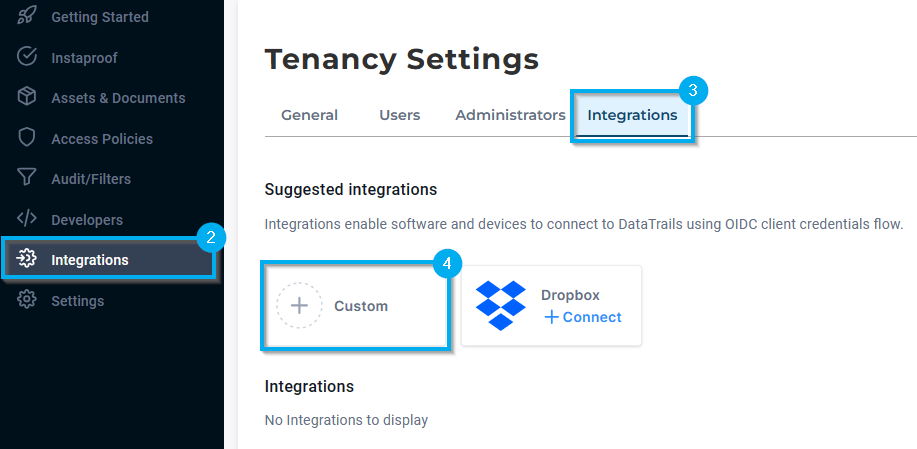 Getting Started
Instaproof
Assets & Documents
Access Policies
Audit/Filters
Developers
2
Integrations
Settings
Tenancy Settings
General Users Administrators Integrations 3
Suggested integrations
Integrations enable software and devices to connect to DataTrails using OIDC client credentials flow.
4
Custom
Dropbox
+ Connect
Integrations
No Integrations to display